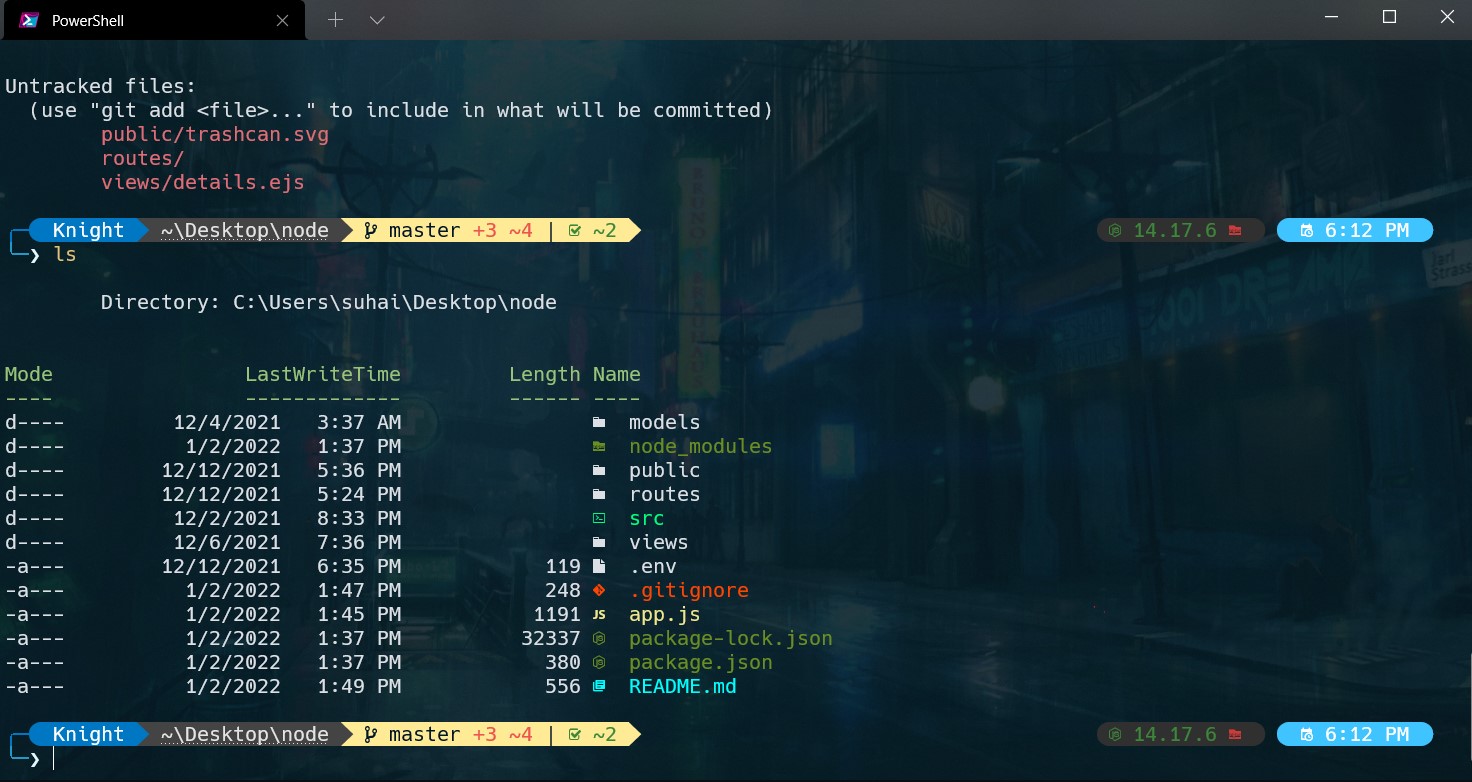 PowerShell
Untracked files:
(use "git add <file>..." to include in what will be committed)
public/trashcan.svg
routes/
views/details.ejs
Knight ~\Desktop\node master +3 ~4 | ~2 14.17.6 6:12 PM
❯ ls
Directory: C:\Users\suhai\Desktop\node
Mode LastWriteTime Length Name
---- ------------- ------ ----
d---- 12/4/2021 3:37 AM models
d---- 1/2/2022 1:37 PM node_modules
d---- 12/12/2021 5:36 PM public
d---- 12/12/2021 5:24 PM routes
d---- 12/2/2021 8:33 PM src
d---- 12/6/2021 7:36 PM views
-a--- 12/12/2021 6:35 PM 119 .env
-a--- 1/2/2022 1:47 PM 248 .gitignore
-a--- 1/2/2022 1:45 PM 1191 JS app.js
-a--- 1/2/2022 1:37 PM 32337 package-lock.json
-a--- 1/2/2022 1:37 PM 380 package.json
-a--- 1/2/2022 1:49 PM 556 README.md
Knight ~\Desktop\node master +3 ~4 | ~2 14.17.6 6:12 PM
❯